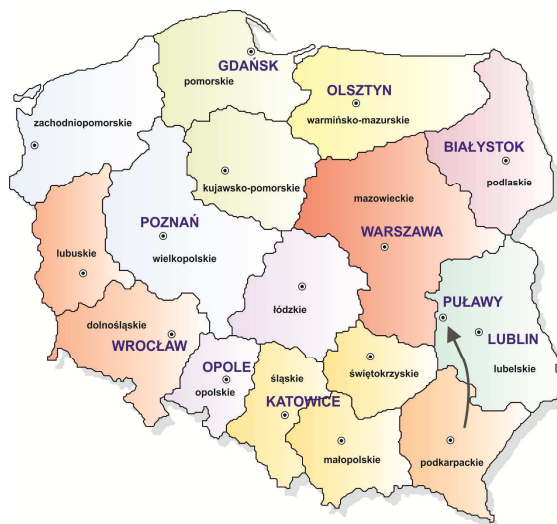 GDAŃSK
pomorskie
OLSZTYN
warmińsko-mazurskie
zachodniopomorskie
BIAŁYSTOK
podlaskie
kujawsko-pomorskie
mazowieckie
POZNAŃ
wielkopolskie
WARSZAWA
lubuskie
łódzkie
PUŁAWY
dolnośląskie
WROCŁAW
LUBLIN
lubelskie
OPOLE
opolskie
śląskie
KATOWICE
świętokrzyskie
małopolskie
podkarpackie